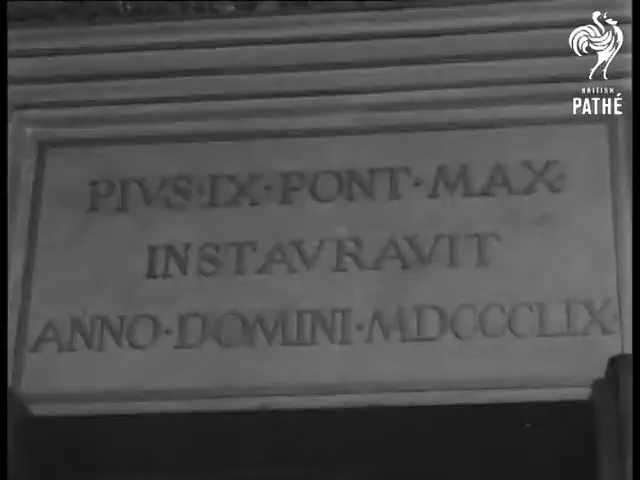 BRITISH
PATHÉ
PIVS·IX·PONT·MAX·
INSTAVRAVIT
ANNO·DOMINI·MDCCCLIX·